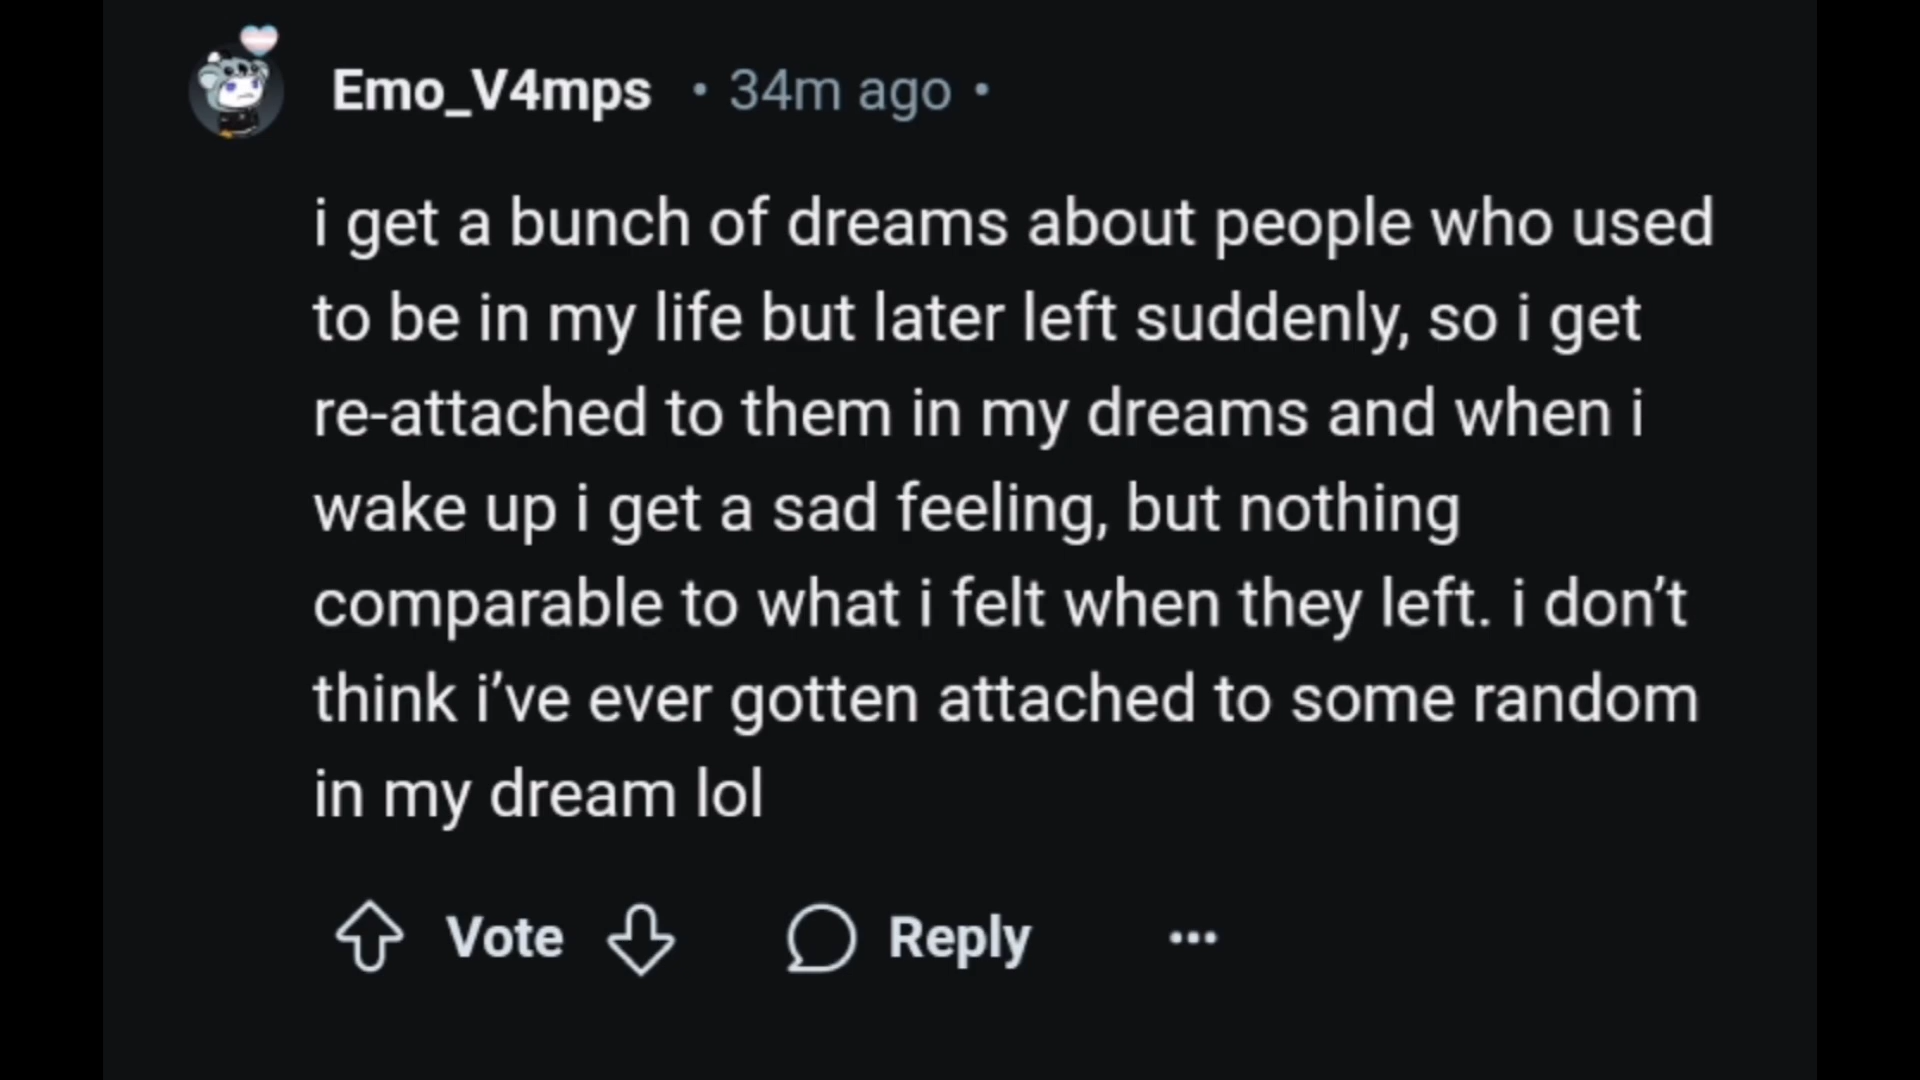 Emo_V4mps • 34m ago •
i get a bunch of dreams about people who used
to be in my life but later left suddenly, so i get
re-attached to them in my dreams and when i
wake up i get a sad feeling, but nothing
comparable to what i felt when they left. i don’t
think i’ve ever gotten attached to some random
in my dream lol
Vote Reply ...